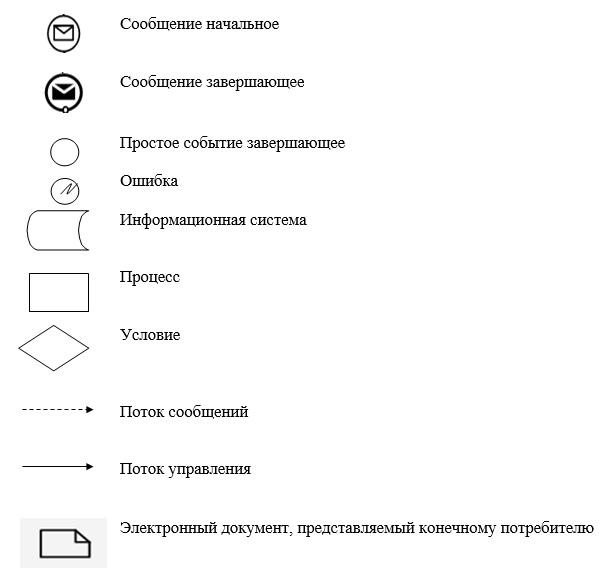 Сообщение начальное
Сообщение завершающее
Простое событие завершающее
Ошибка
Информационная система
Процесс
Условие
Поток сообщений
Поток управления
Электронный документ, представляемый конечному потребителю